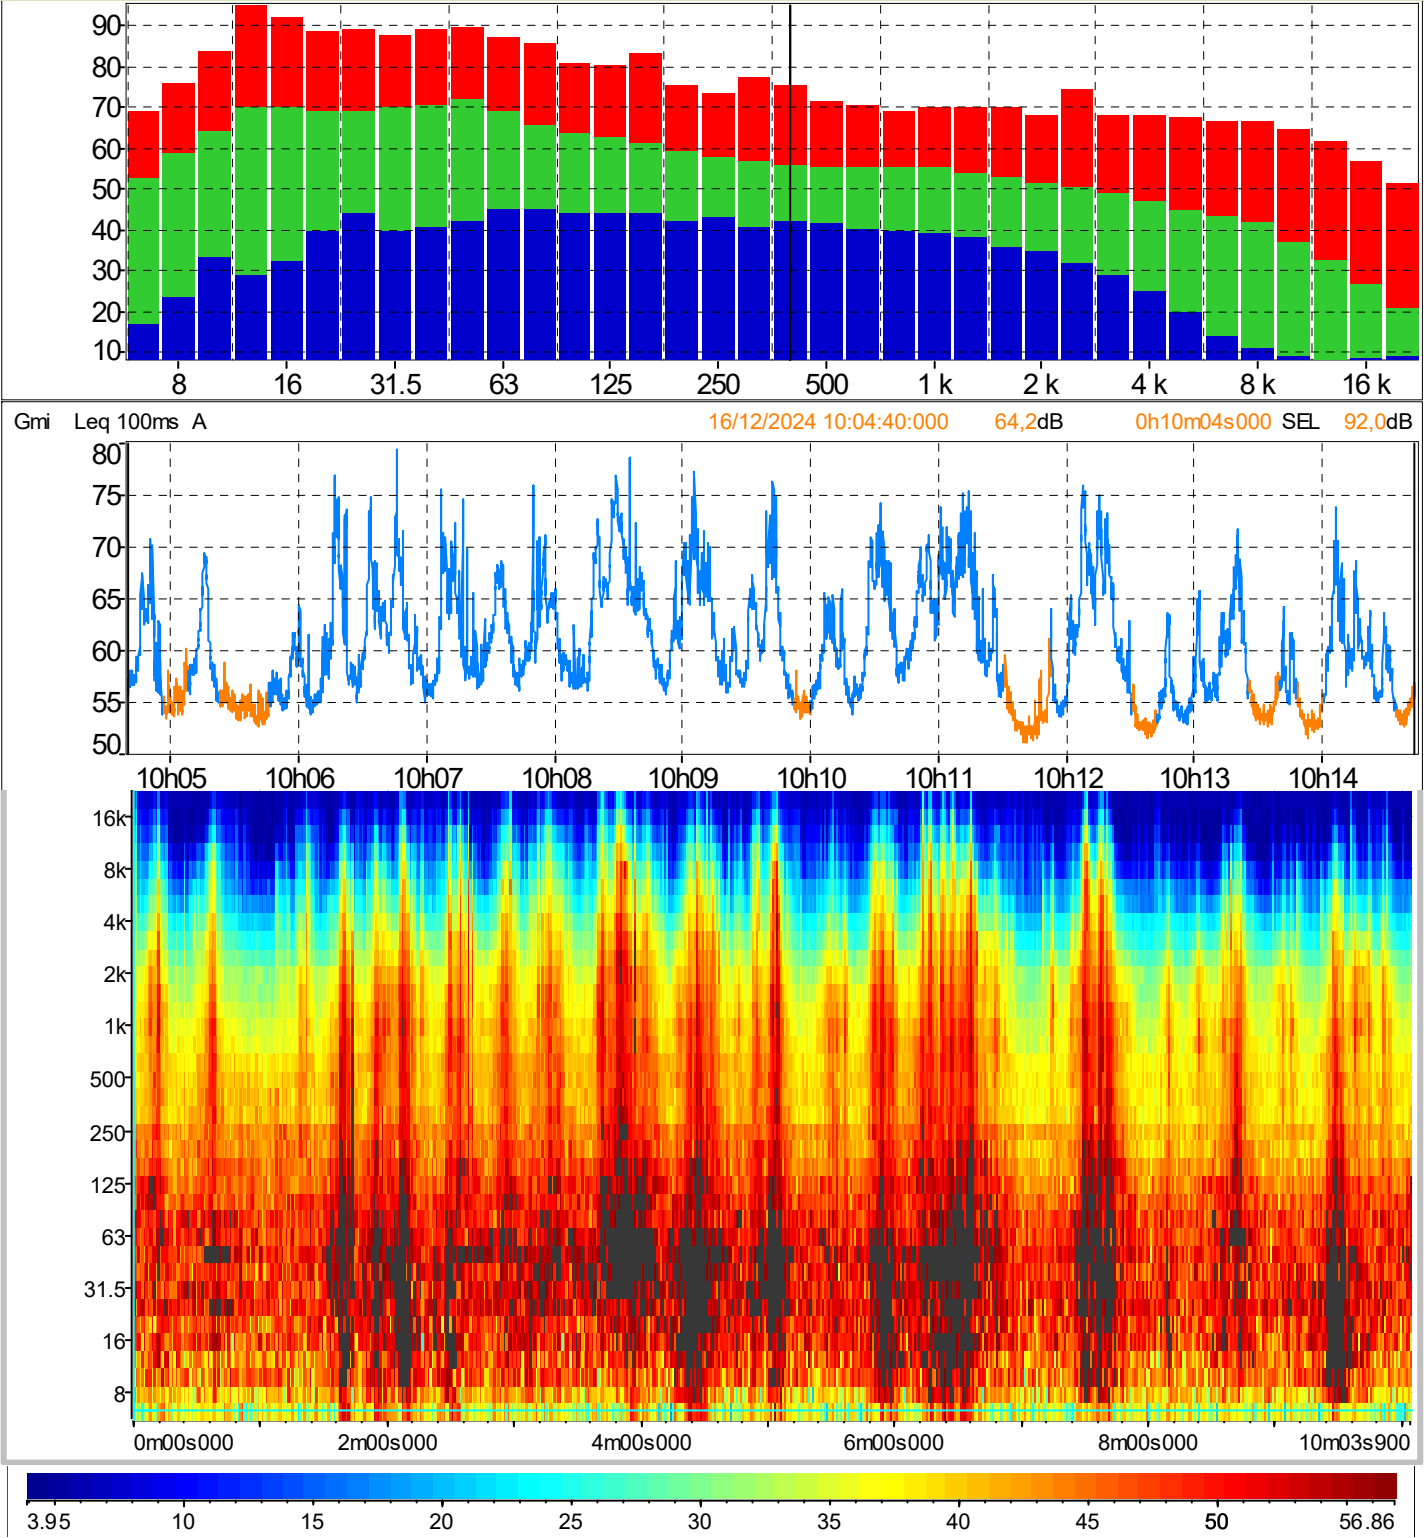 90
80
70
60
50
40
30
20
10
8 16 31.5 63 125 250 500 1 k 2 k 4 k 8 k 16 k
Gmi Leq 100ms A 16/12/2024 10:04:40:000 64,2dB 0h10m04s000 SEL 92,0dB
80
75
70
65
60
55
50
10h05 10h06 10h07 10h08 10h09 10h10 10h11 10h12 10h13 10h14
16k
8k
4k
2k
1k
500
250
125
63
31.5
16
8
0m00s000 2m00s000 4m00s000 6m00s000 8m00s000 10m03s900
3.95 10 15 20 25 30 35 40 45 50 56.86